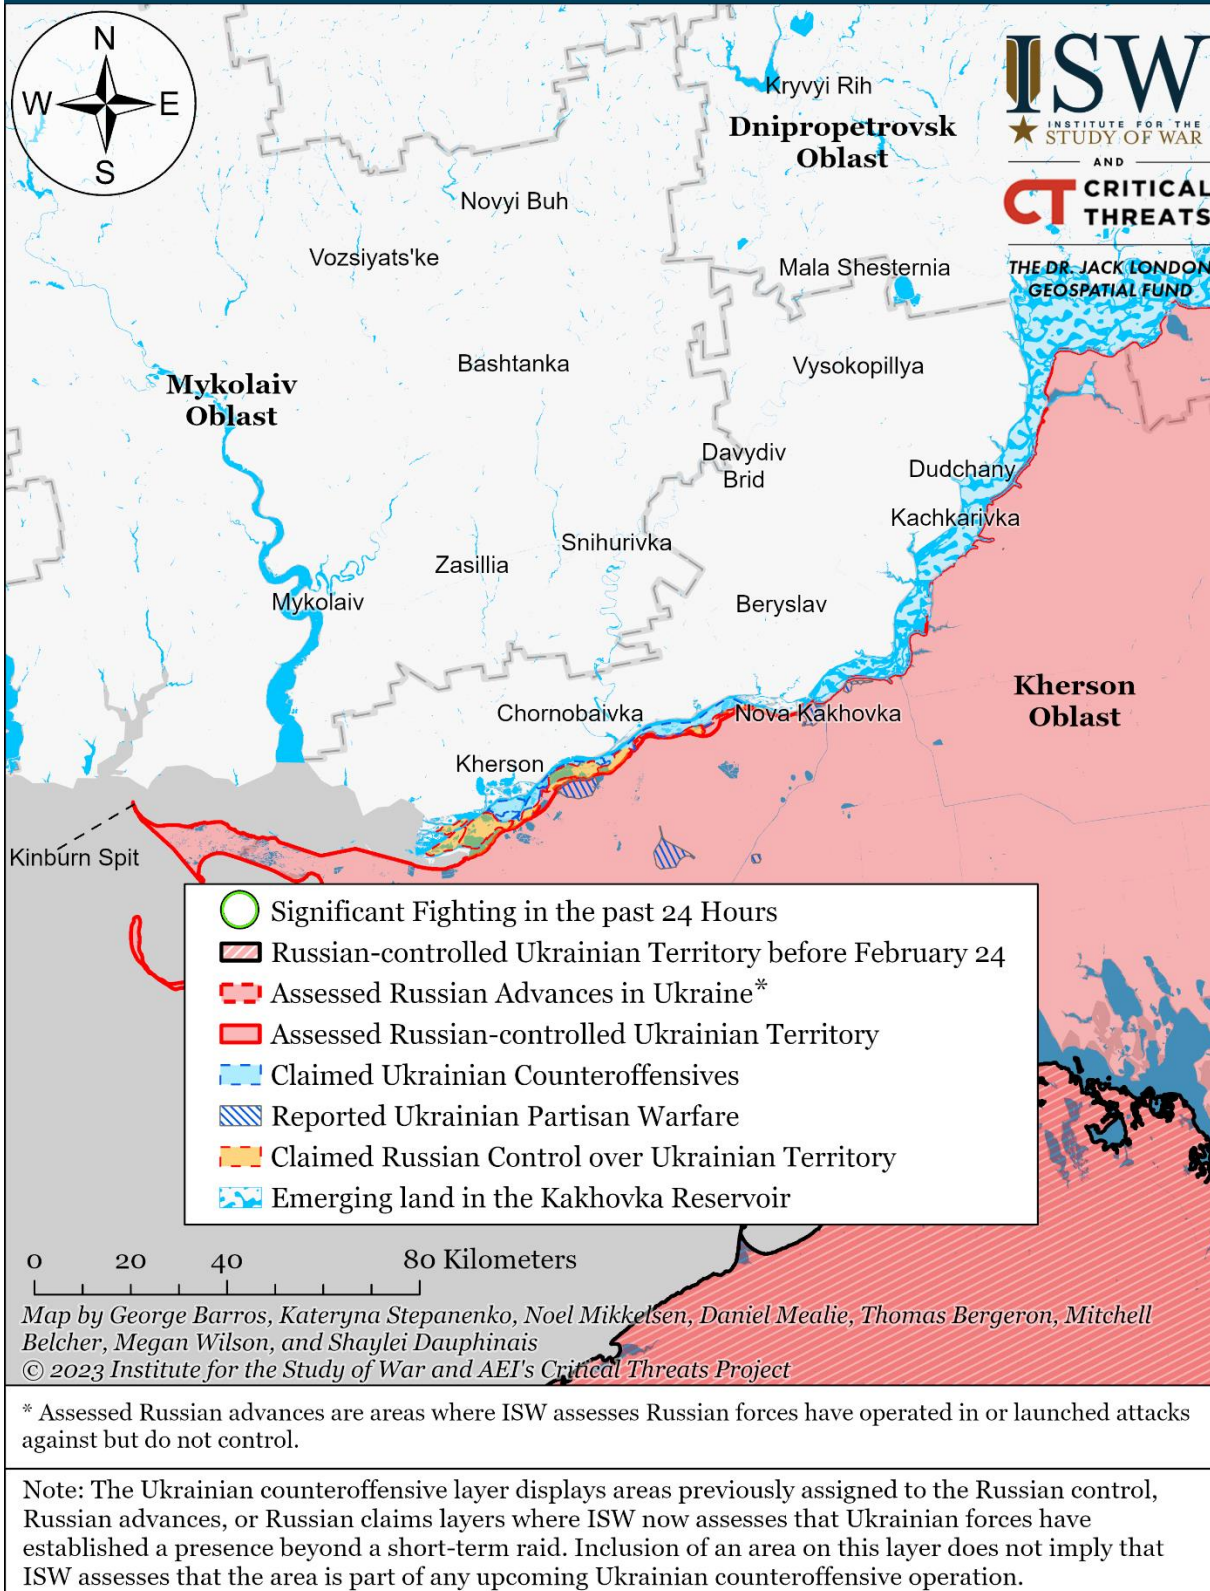 N
W
E
S
ISW
INSTITUTE FOR THE
STUDY OF WAR
AND
CT CRITICAL
THREATS
THE DR. JACK LONDON
GEOSPATIAL FUND
Kryvyi Rih
Dnipropetrovsk
Oblast
Novyi Buh
Vozsiyats'ke
Mala Shesternia
Bashtanka
Vysokopillya
Mykolaiv
Oblast
Davydiv
Brid
Dudchany
Kachkarivka
Snihurivka
Zasillia
Mykolaiv
Beryslav
Kherson
Oblast
Chornobaivka
Nova Kakhovka
Kherson
Kinburn Spit
Significant Fighting in the past 24 Hours
Russian-controlled Ukrainian Territory before February 24
Assessed Russian Advances in Ukraine*
Assessed Russian-controlled Ukrainian Territory
Claimed Ukrainian Counteroffensives
Reported Ukrainian Partisan Warfare
Claimed Russian Control over Ukrainian Territory
Emerging land in the Kakhovka Reservoir
0 20 40 80 Kilometers
Map by George Barros, Kateryna Stepanenko, Noel Mikkelsen, Daniel Mealie, Thomas Bergeron, Mitchell
Belcher, Megan Wilson, and Shaylei Dauphinais
© 2023 Institute for the Study of War and AEI's Critical Threats Project
* Assessed Russian advances are areas where ISW assesses Russian forces have operated in or launched attacks
against but do not control.
Note: The Ukrainian counteroffensive layer displays areas previously assigned to the Russian control,
Russian advances, or Russian claims layers where ISW now assesses that Ukrainian forces have
established a presence beyond a short-term raid. Inclusion of an area on this layer does not imply that
ISW assesses that the area is part of any upcoming Ukrainian counteroffensive operation.